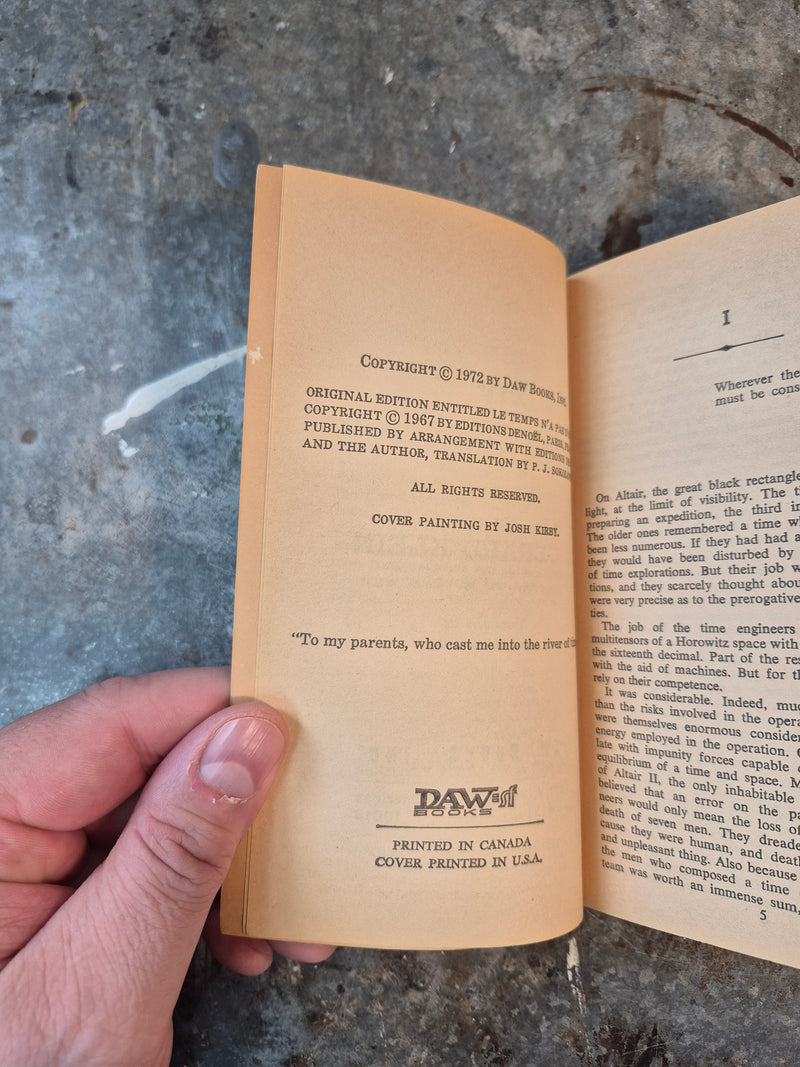 COPYRIGHT © 1972 BY DAW BOOKS, INC.
ORIGINAL EDITION ENTITLED LE TEMPS N'A PAS
COPYRIGHT © 1967 BY EDITIONS DENOËL, PARIS,
PUBLISHED BY ARRANGEMENT WITH EDITIONS
AND THE AUTHOR, TRANSLATION BY P. J.
ALL RIGHTS RESERVED.
COVER PAINTING BY JOSH KIRBY.
"To my parents, who cast me into the river of
DAW=sf
BOOKS
PRINTED IN CANADA
COVER PRINTED IN U.S.A.
I
Wherever the
must be cons
On Altair, the great black rectangle
light, at the limit of visibility. The
preparing an expedition, the third
The older ones remembered a time
been less numerous. If they had had
they would have been disturbed by
of time explorations. But their job
tions, and they scarcely thought
were very precise as to the prerogative
ties.
The job of the time engineers
multitensors of a Horowitz space with
the sixteenth decimal. Part of the
with the aid of machines. But for
rely on their competence.
It was considerable. Indeed,
than the risks involved in the
were themselves enormous
energy employed in the operation.
late with impunity forces capable
equilibrium of a time and space.
of Altair II, the only inhabitable
believed that an error on the
neers would only mean the loss of
death of seven men. They
cause they were human, and
and unpleasant thing. Also because
the men who composed a time
team was worth an immense sum,
5